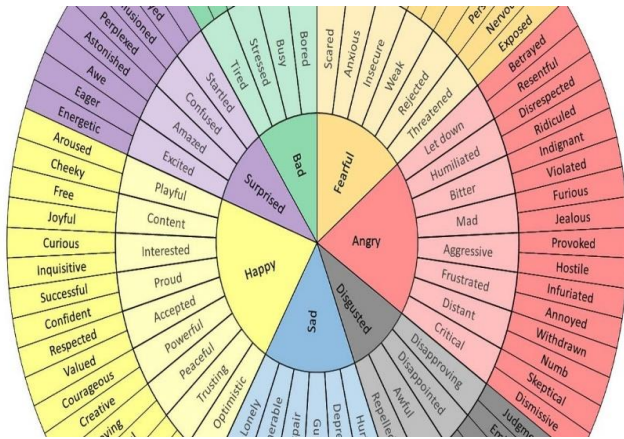 Bad
Fearful
Angry
Disgusted
Sad
Happy
Surprised
Tired
Stressed
Busy
Bored
Scared
Anxious
Insecure
Weak
Rejected
Threatened
Let down
Humiliated
Bitter
Mad
Aggressive
Frustrated
Distant
Critical
Disapproving
Disappointed
Awful
Repelled
Lonely
Optimistic
Trusting
Peaceful
Powerful
Accepted
Proud
Interested
Content
Playful
Excited
Amazed
Confused
Startled
Exposed
Betrayed
Resentful
Disrespected
Ridiculed
Indignant
Violated
Furious
Jealous
Provoked
Hostile
Infuriated
Annoyed
Withdrawn
Numb
Skeptical
Dismissive
Creative
Courageous
Valued
Respected
Confident
Successful
Inquisitive
Curious
Joyful
Free
Cheeky
Aroused
Energetic
Eager
Awe
Astonished
Perplexed